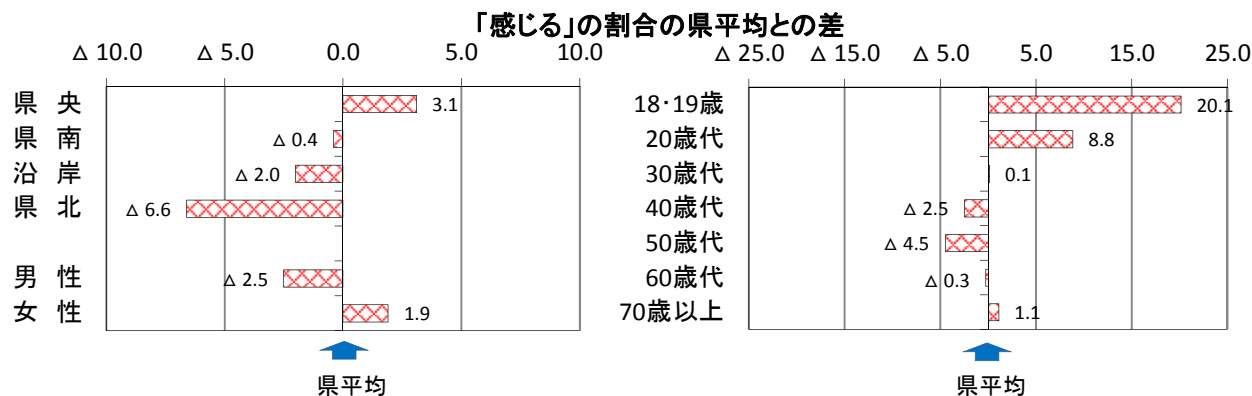 「感じる」の割合の県平均との差
△ 10.0 △ 5.0 0.0 5.0 10.0
県 央 3.1
県 南 △ 0.4
沿 岸 △ 2.0
県 北 △ 6.6
男 性 △ 2.5
女 性 1.9
県平均
△ 25.0 △ 15.0 △ 5.0 5.0 15.0 25.0
18･19歳 20.1
20歳代 8.8
30歳代 0.1
40歳代 △ 2.5
50歳代 △ 4.5
60歳代 △ 0.3
70歳以上 1.1
県平均